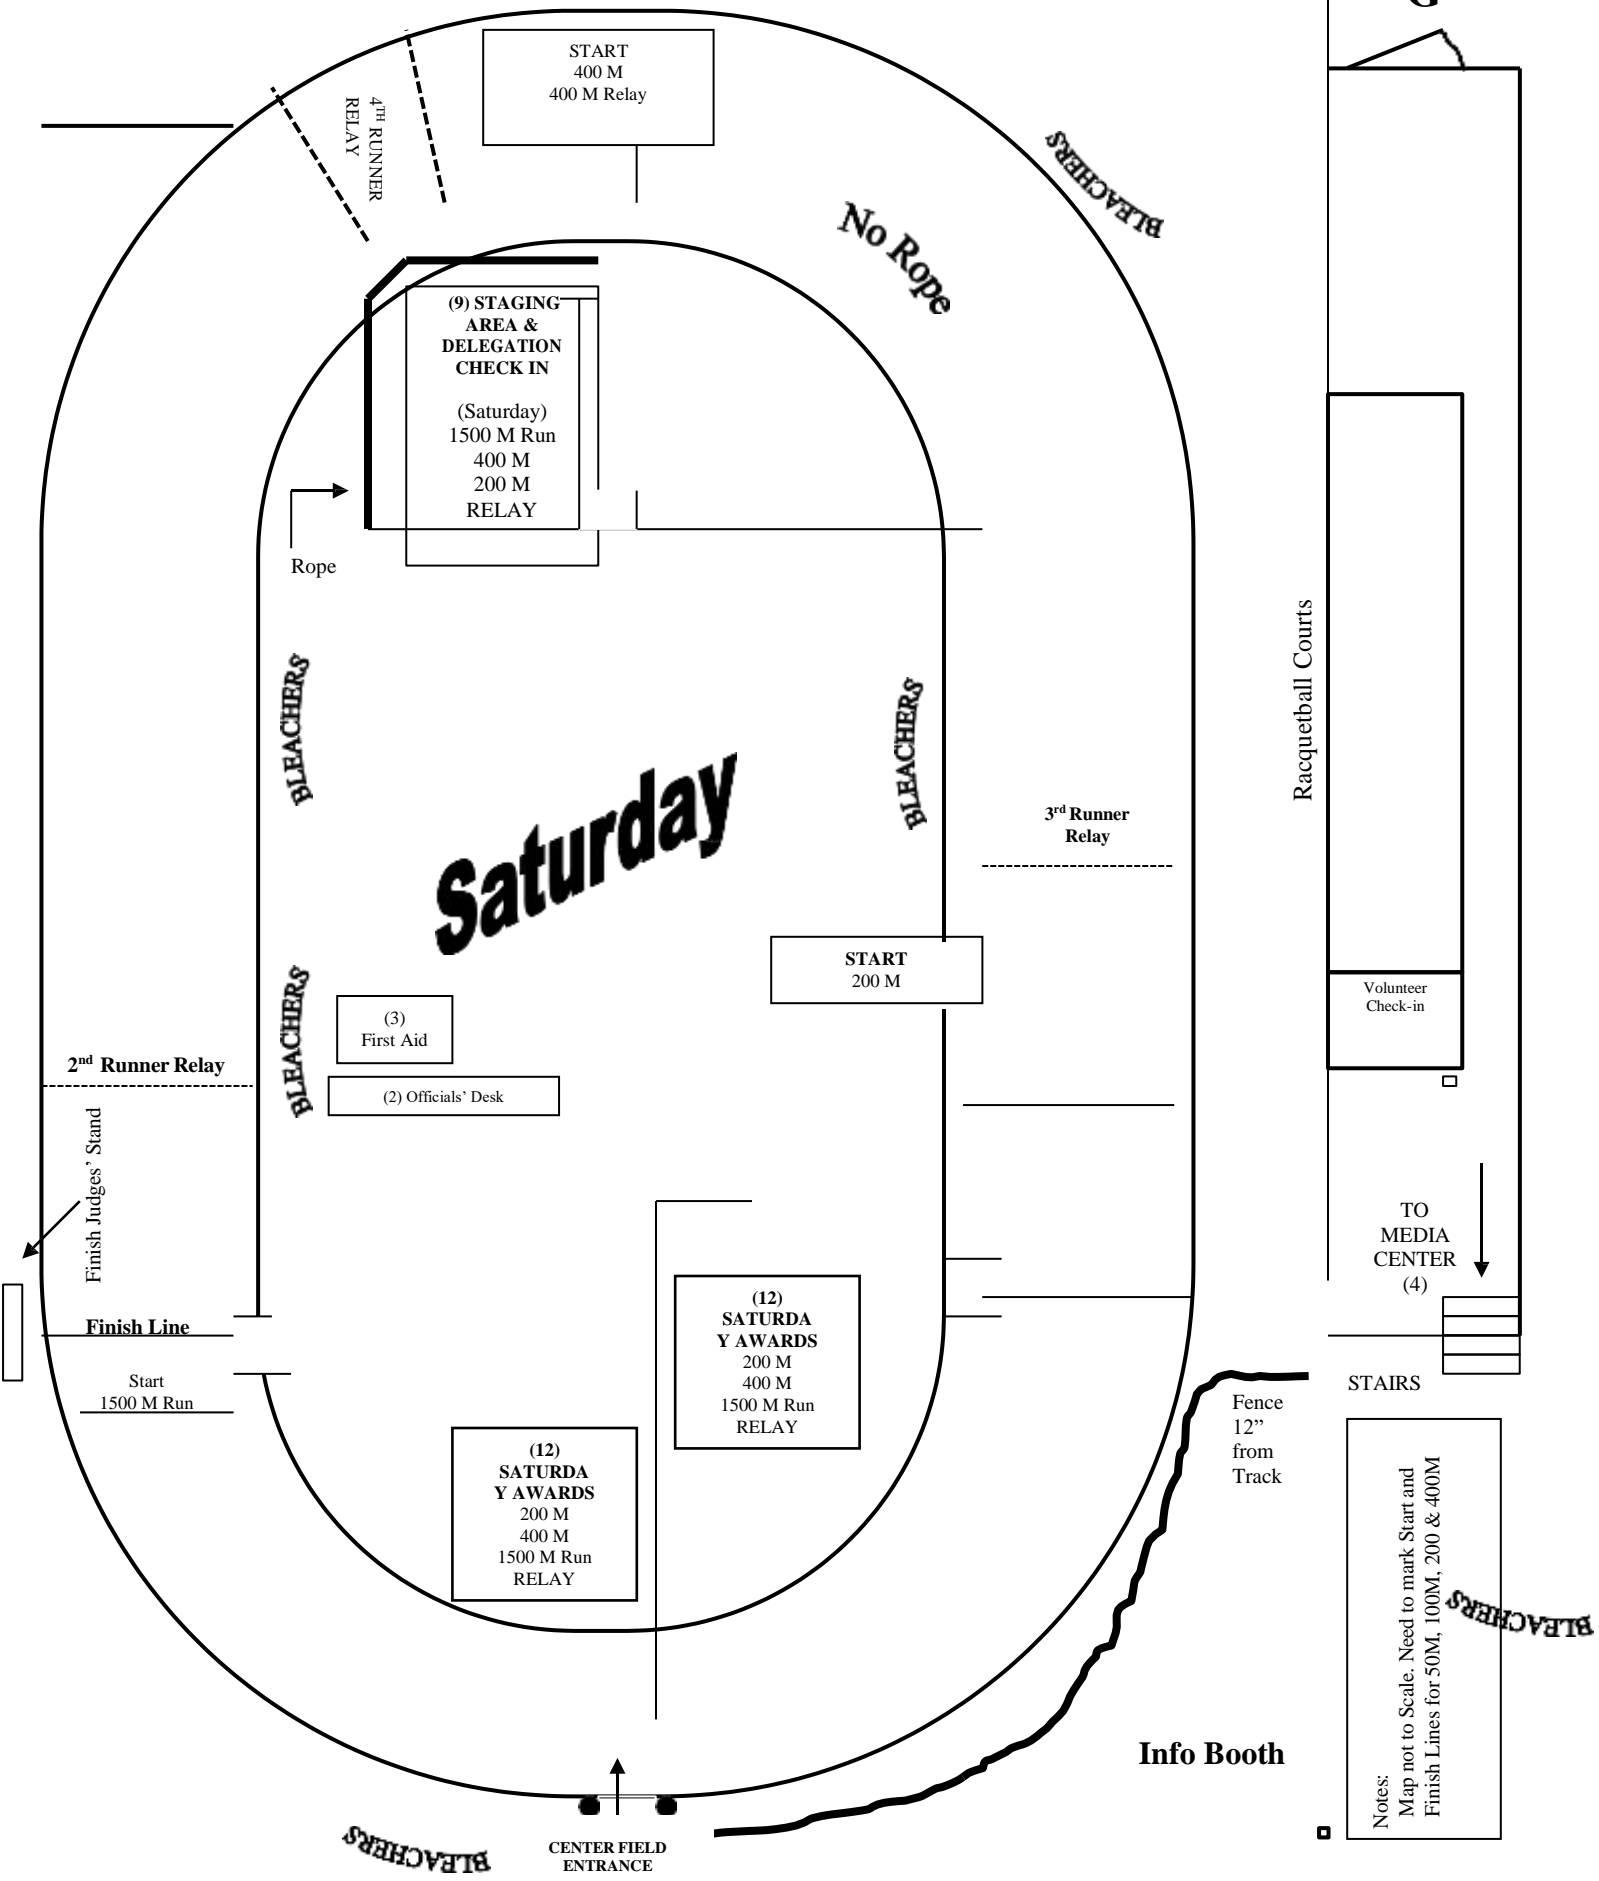 G
START
400 M
400 M Relay
4TH RUNNER
RELAY
BLEACHERS
No Rope
(9) STAGING
AREA &
DELEGATION
CHECK IN
(Saturday)
1500 M Run
400 M
200 M
RELAY
Rope
BLEACHERS
BLEACHERS
Racquetball Courts
Saturday
3rd Runner
Relay
START
200 M
BLEACHERS
(3)
First Aid
Volunteer
Check-in
2nd Runner Relay
(2) Officials’ Desk
Finish Judges’ Stand
TO
MEDIA
CENTER
(4)
Finish Line
(12)
SATURDA
Y AWARDS
200 M
400 M
1500 M Run
RELAY
Start
1500 M Run
STAIRS
Fence
12”
from
Track
(12)
SATURDA
Y AWARDS
200 M
400 M
1500 M Run
RELAY
Notes:
Map not to Scale. Need to mark Start and
Finish Lines for 50M, 100M, 200 & 400M
BLEACHERS
Info Booth
BLEACHERS
CENTER FIELD
ENTRANCE